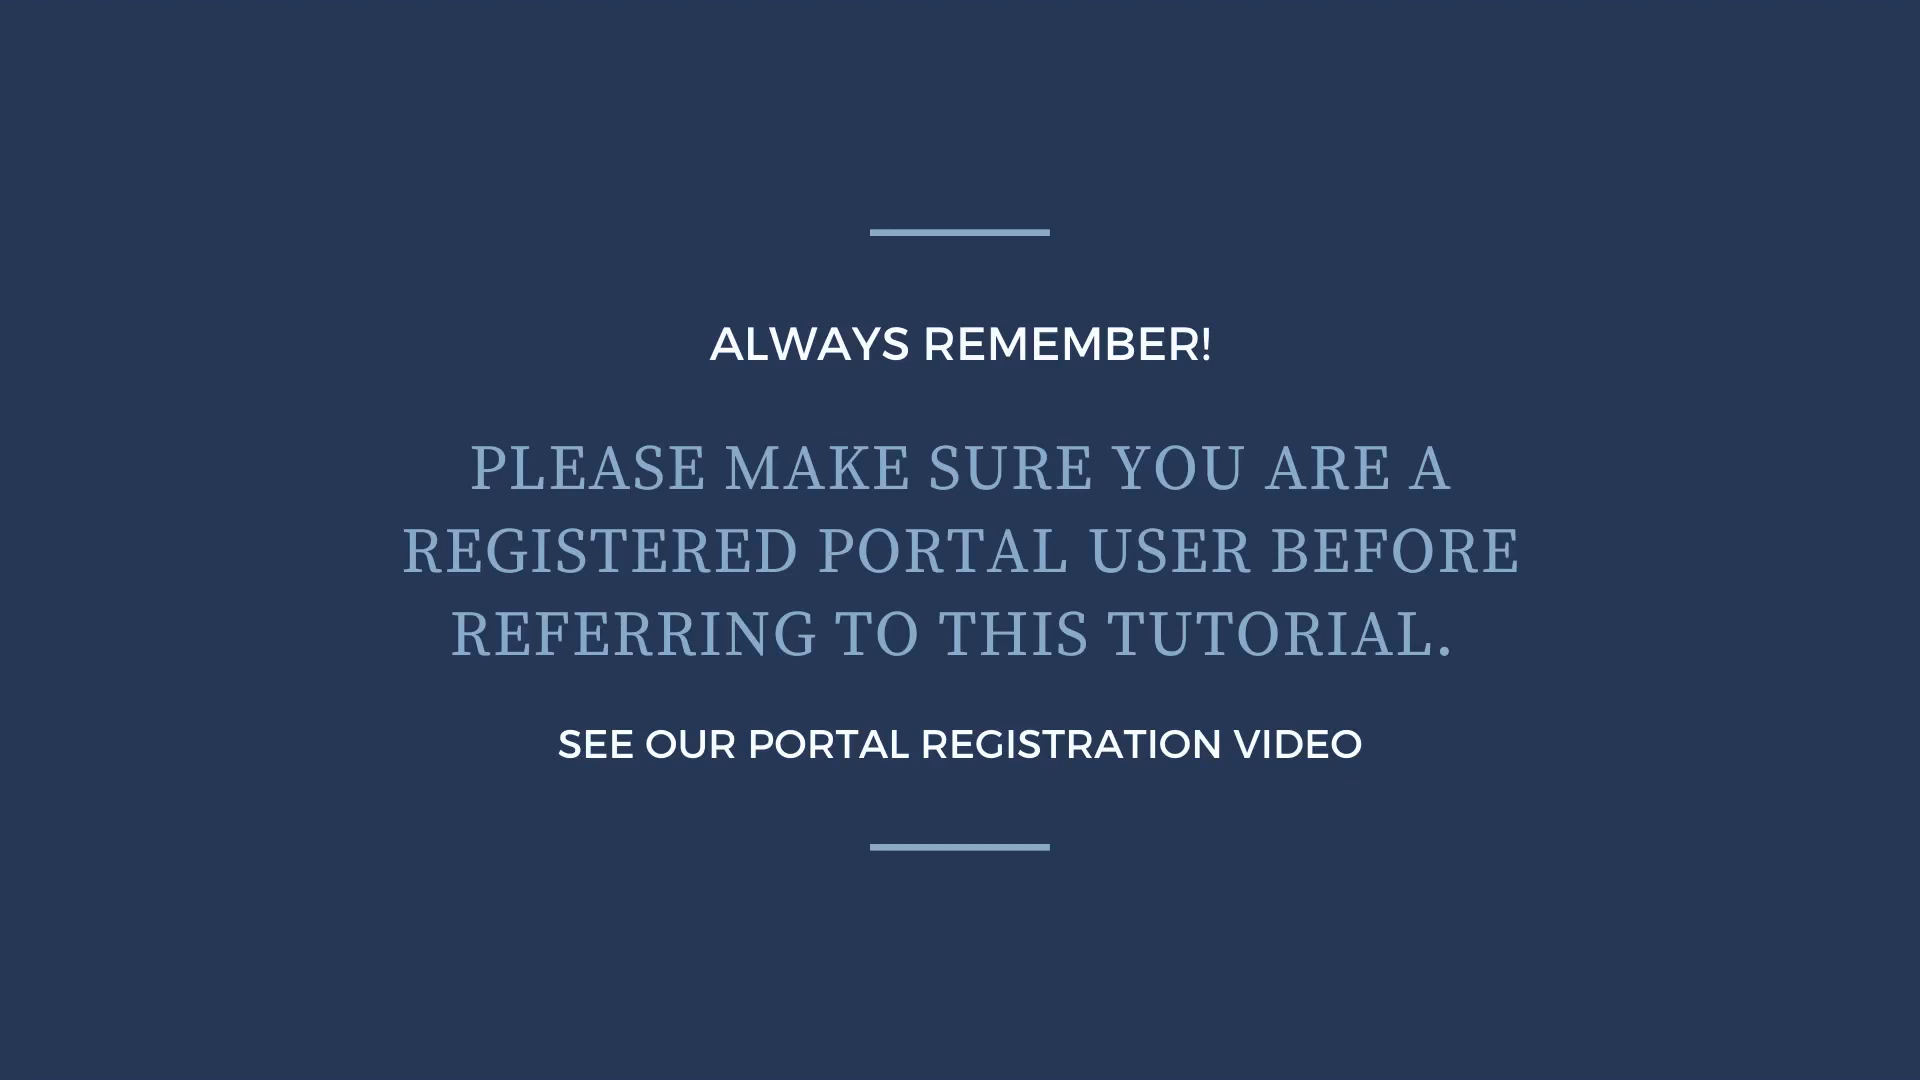 ALWAYS REMEMBER!
PLEASE MAKE SURE YOU ARE A
REGISTERED PORTAL USER BEFORE
REFERRING TO THIS TUTORIAL.
SEE OUR PORTAL REGISTRATION VIDEO